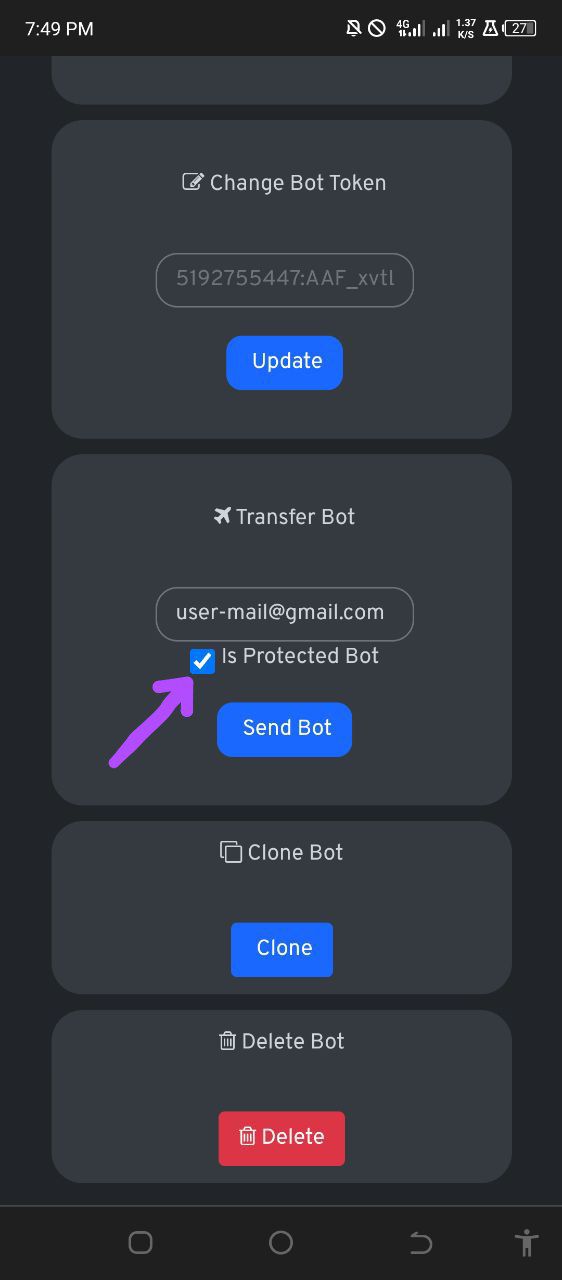 7:49 PM
4G
1.37
K/S
27
Change Bot Token
5192755447:AAF_xvtl
Update
Transfer Bot
user-mail@gmail.com
Is Protected Bot
Send Bot
Clone Bot
Clone
Delete Bot
Delete